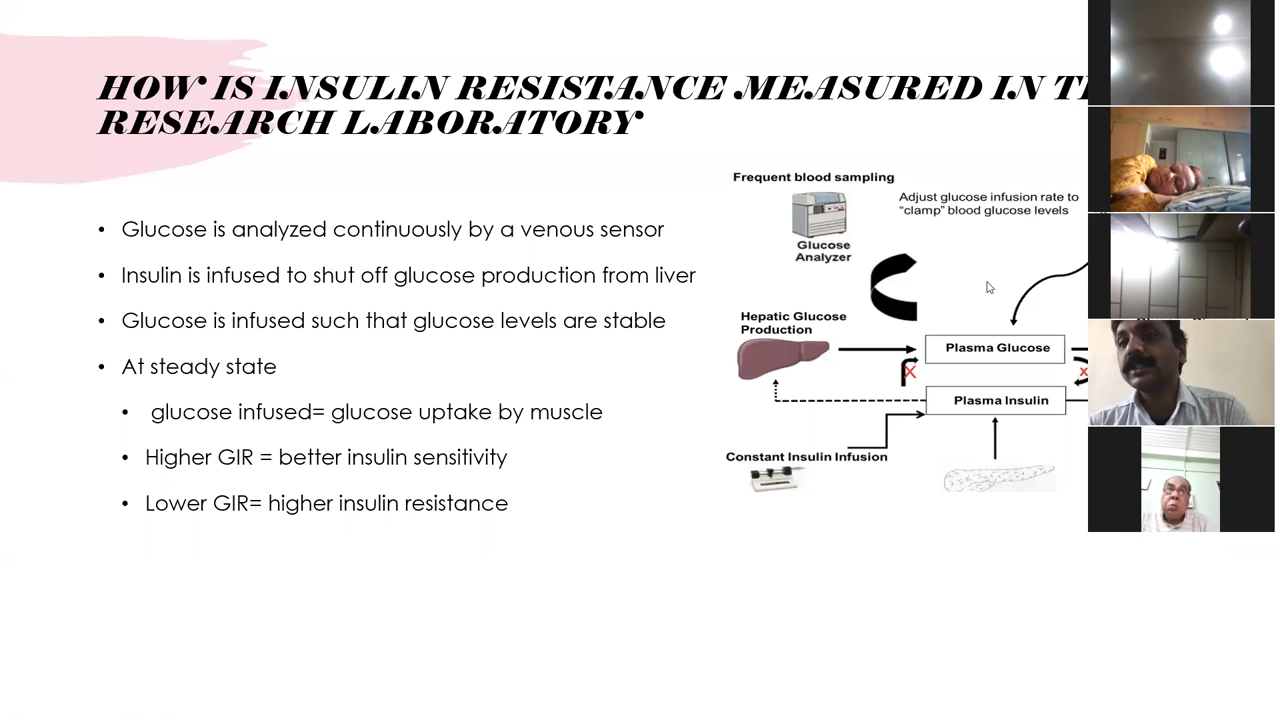 HOW IS INSULIN RESISTANCE MEASURED IN
RESEARCH LABORATORY
• Glucose is analyzed continuously by a venous sensor
• Insulin is infused to shut off glucose production from liver
• Glucose is infused such that glucose levels are stable
• At steady state
• glucose infused= glucose uptake by muscle
• Higher GIR = better insulin sensitivity
• Lower GIR= higher insulin resistance
Frequent blood sampling
Adjust glucose infusion rate to
"clamp" blood glucose levels
Glucose
Analyzer
Hepatic Glucose
Production
Plasma Glucose
X
X
Plasma Insulin
Constant Insulin Infusion